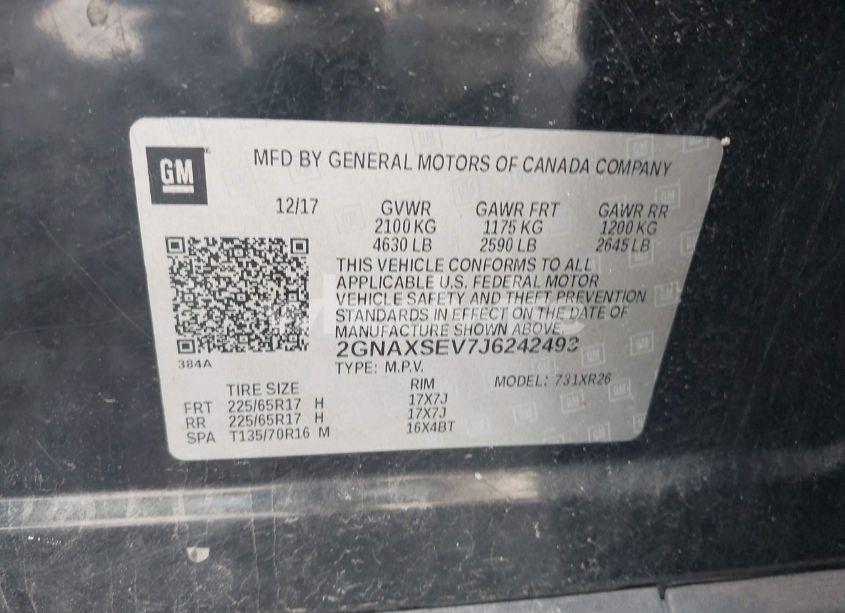 GM
MFD BY GENERAL MOTORS OF CANADA COMPANY
12/17 GVWR GAWR FRT GAWR RR
2100 KG 1175 KG 1200 KG
4630 LB 2590 LB 2645 LB
THIS VEHICLE CONFORMS TO ALL
APPLICABLE U.S. FEDERAL MOTOR
VEHICLE SAFETY AND THEFT PREVENTION
STANDARDS IN EFFECT ON THE DATE OF
MANUFACTURE SHOWN ABOVE.
2GNAXSEV7J6242493
384A
TYPE: M.P.V. MODEL: 731XR26
TIRE SIZE RIM
FRT 225/65R17 H 17X7J
RR 225/65R17 H 17X7J
SPA T135/70R16 M 16X4BT